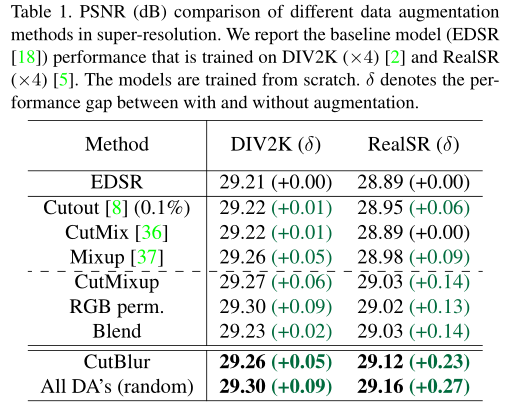 Table 1. PSNR (dB) comparison of different data augmentation
methods in super-resolution. We report the baseline model (EDSR
[18]) performance that is trained on DIV2K (×4) [2] and RealSR
(×4) [5]. The models are trained from scratch. δ denotes the per-
formance gap between with and without augmentation.
Method DIV2K (δ) RealSR (δ)
EDSR 29.21 (+0.00) 28.89 (+0.00)
Cutout [8] (0.1%) 29.22 (+0.01) 28.95 (+0.06)
CutMix [36] 29.22 (+0.01) 28.89 (+0.00)
Mixup [37] 29.26 (+0.05) 28.98 (+0.09)
CutMixup 29.27 (+0.06) 29.03 (+0.14)
RGB perm. 29.30 (+0.09) 29.02 (+0.13)
Blend 29.23 (+0.02) 29.03 (+0.14)
CutBlur 29.26 (+0.05) 29.12 (+0.23)
All DA's (random) 29.30 (+0.09) 29.16 (+0.27)